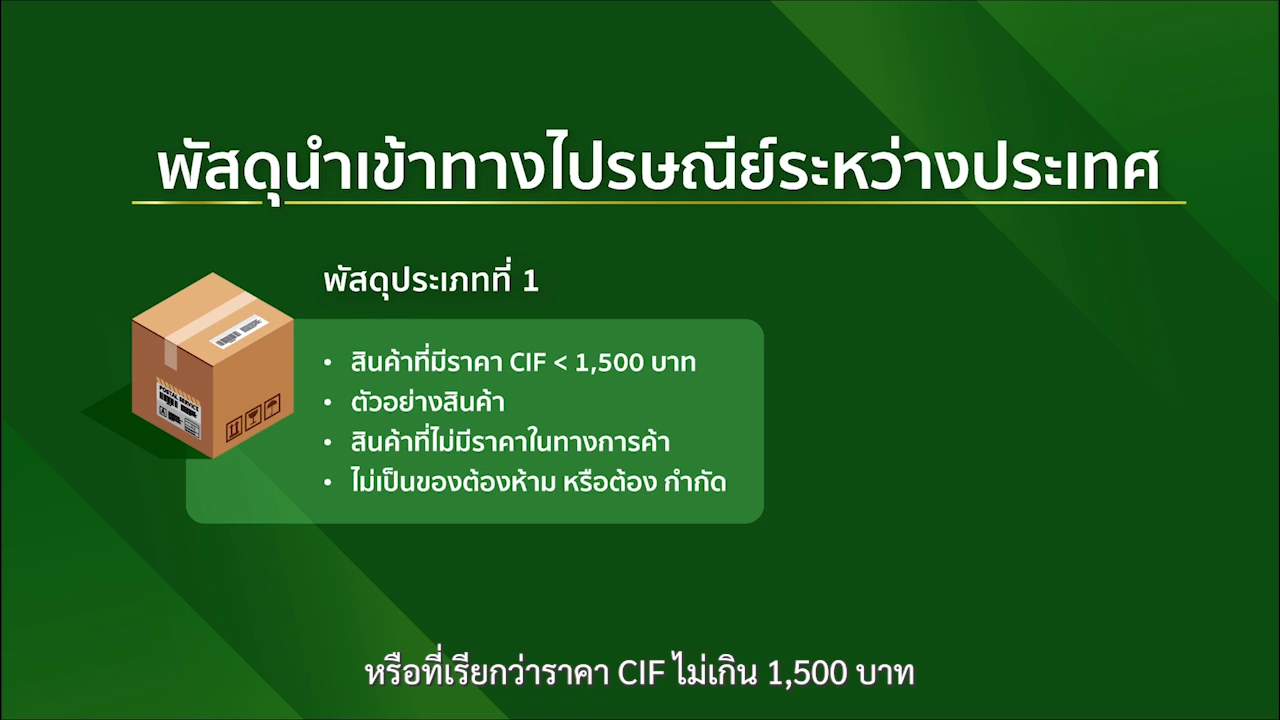 พัสดุนำเข้าทางไปรษณีย์ระหว่างประเทศ
พัสดุประเภทที่ 1
• สินค้าที่มีราคา CIF < 1,500 บาท
• ตัวอย่างสินค้า
• สินค้าที่ไม่มีราคาในทางการค้า
• ไม่เป็นของต้องห้าม หรือต้อง กำกัด
POSTAL SERVICE
หรือที่เรียกว่าราคา CIF ไม่เกิน 1,500 บาท